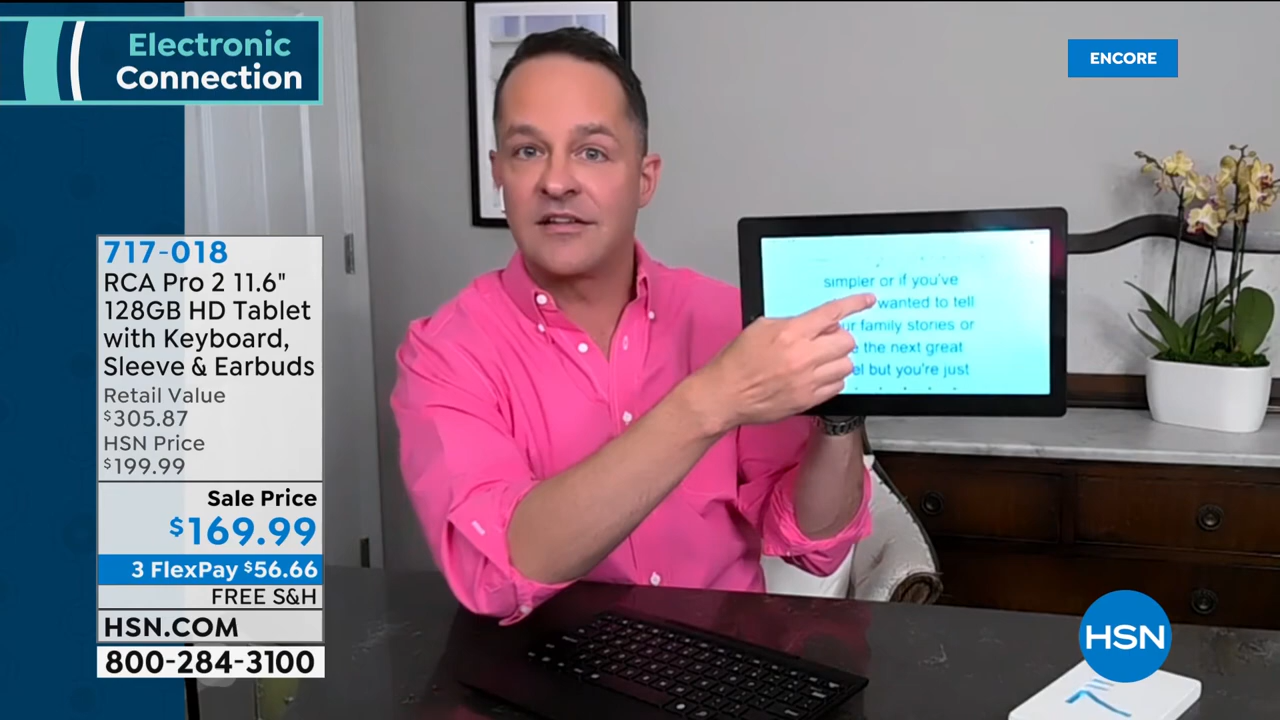 Electronic
Connection
ENCORE
717-018
RCA Pro 2 11.6"
128GB HD Tablet
with Keyboard,
Sleeve & Earbuds
Retail Value
$305.87
HSN Price
$199.99
Sale Price
$169.99
3 FlexPay $56.66
FREE S&H
HSN.COM
800-284-3100
simpler or if you've
wanted to tell
family stories or
the next great
but you're just
HSN